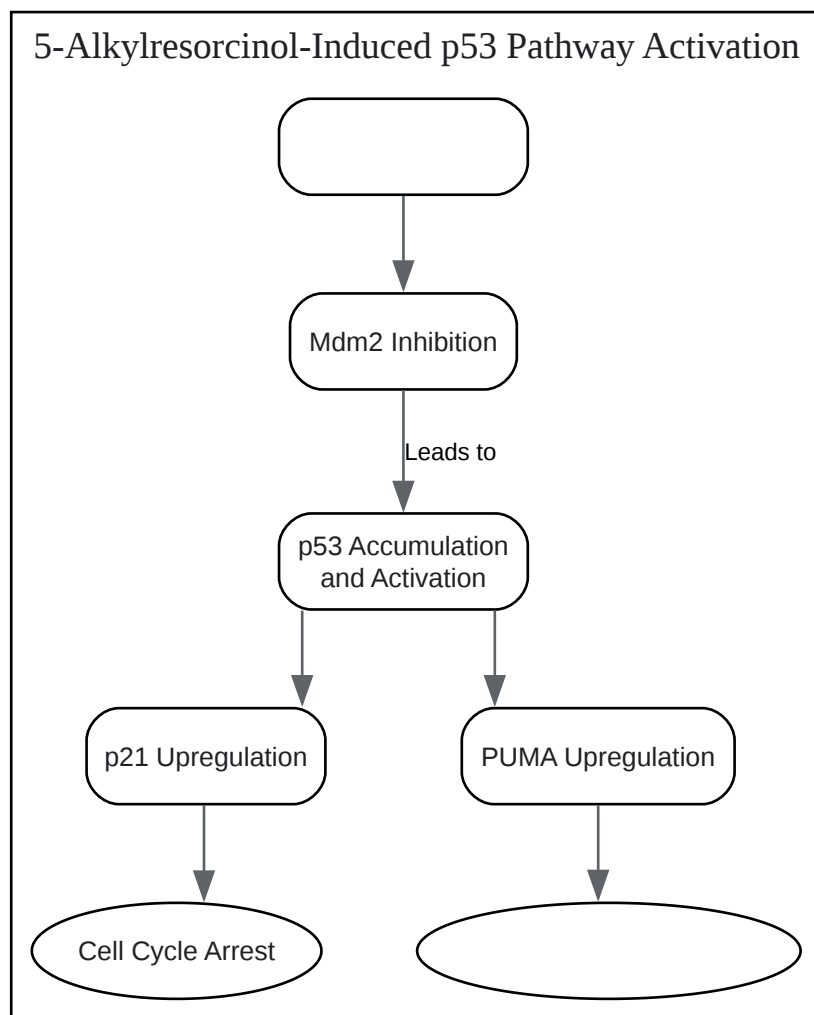 5-Alkylresorcinol-Induced p53 Pathway Activation
Mdm2 Inhibition
Leads to
p53 Accumulation
and Activation
p21 Upregulation
PUMA Upregulation
Cell Cycle Arrest